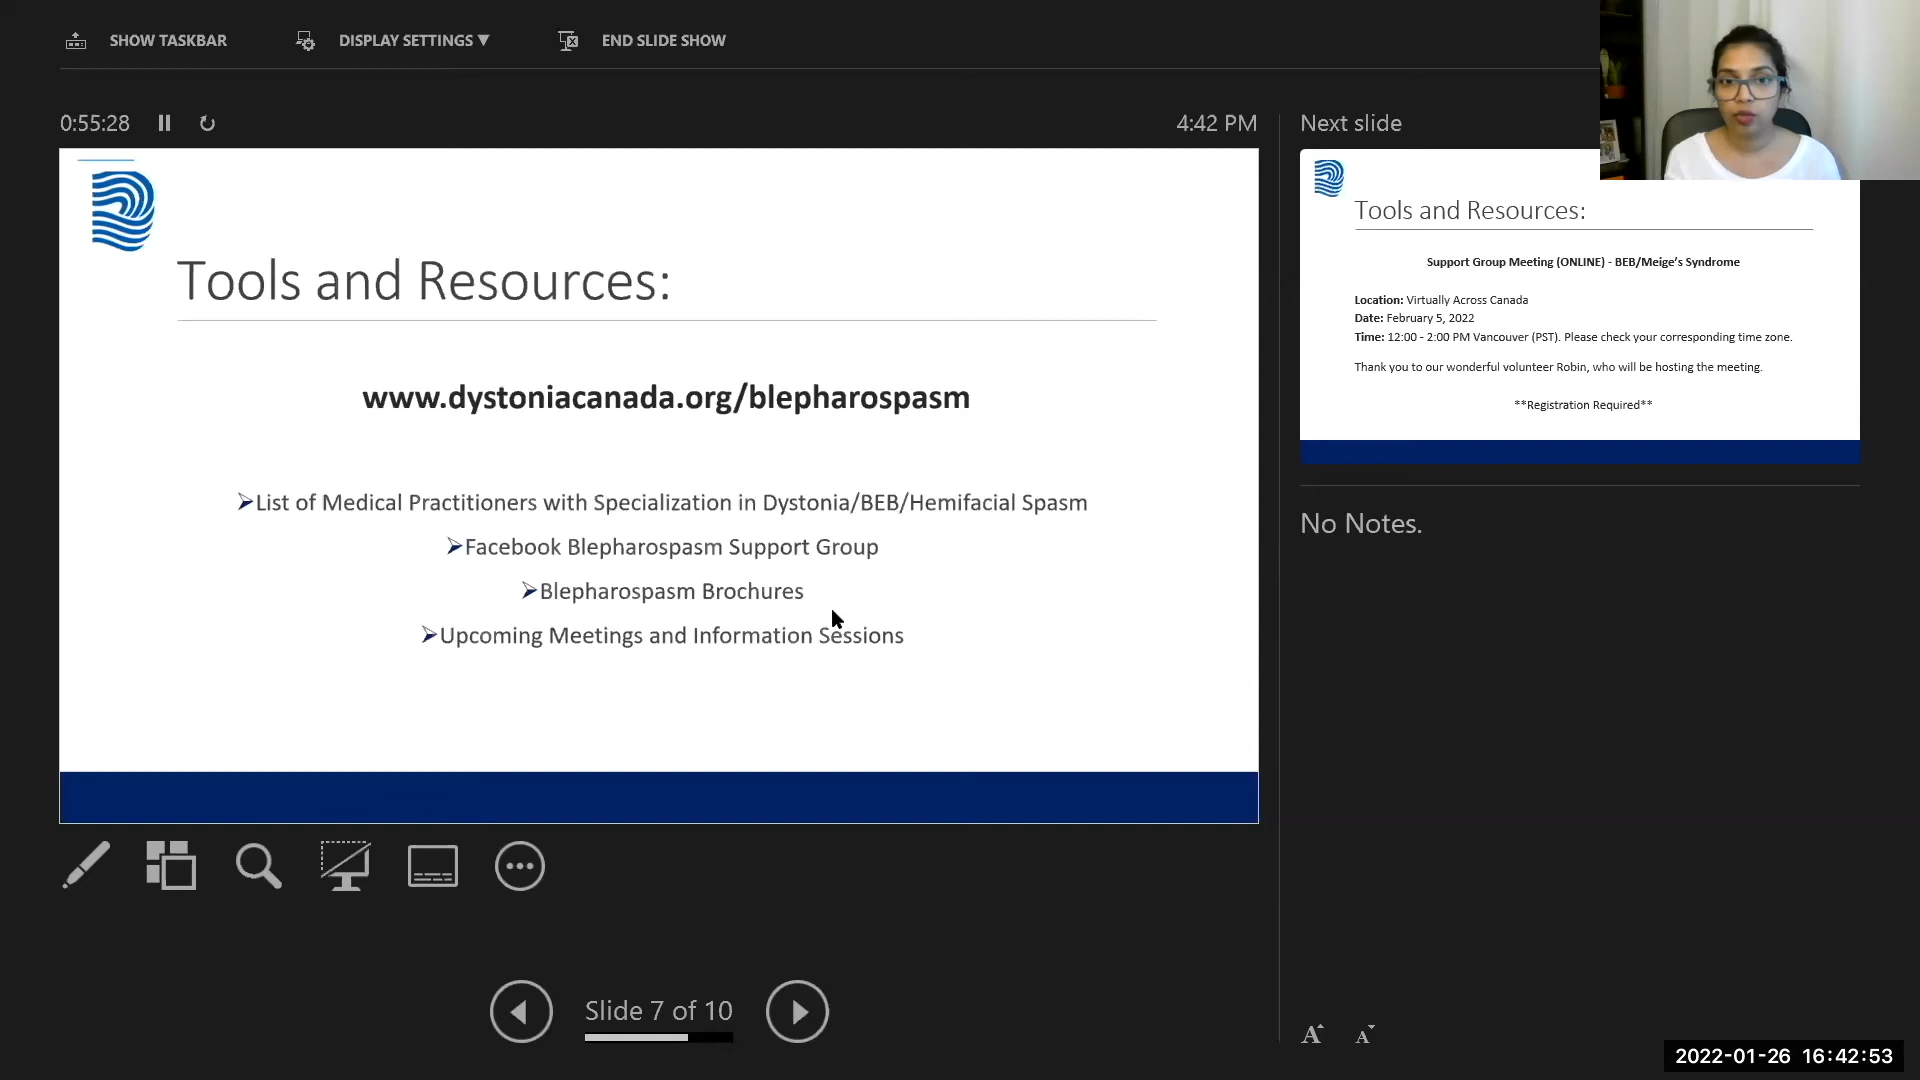 SHOW TASKBAR
DISPLAY SETTINGS ▼
END SLIDE SHOW
0:55:28
4:42 PM
Tools and Resources:
www.dystoniacanada.org/blepharospasm
➢List of Medical Practitioners with Specialization in Dystonia/BEB/Hemifacial Spasm
➢Facebook Blepharospasm Support Group
➢Blepharospasm Brochures
➢Upcoming Meetings and Information Sessions
Slide 7 of 10
Next slide
Tools and Resources:
Support Group Meeting (ONLINE) - BEB/Meige's Syndrome
Location: Virtually Across Canada
Date: February 5, 2022
Time: 12:00 - 2:00 PM Vancouver (PST). Please check your corresponding time zone.
Thank you to our wonderful volunteer Robin, who will be hosting the meeting.
**Registration Required**
No Notes.
A A
2022-01-26 16:42:53